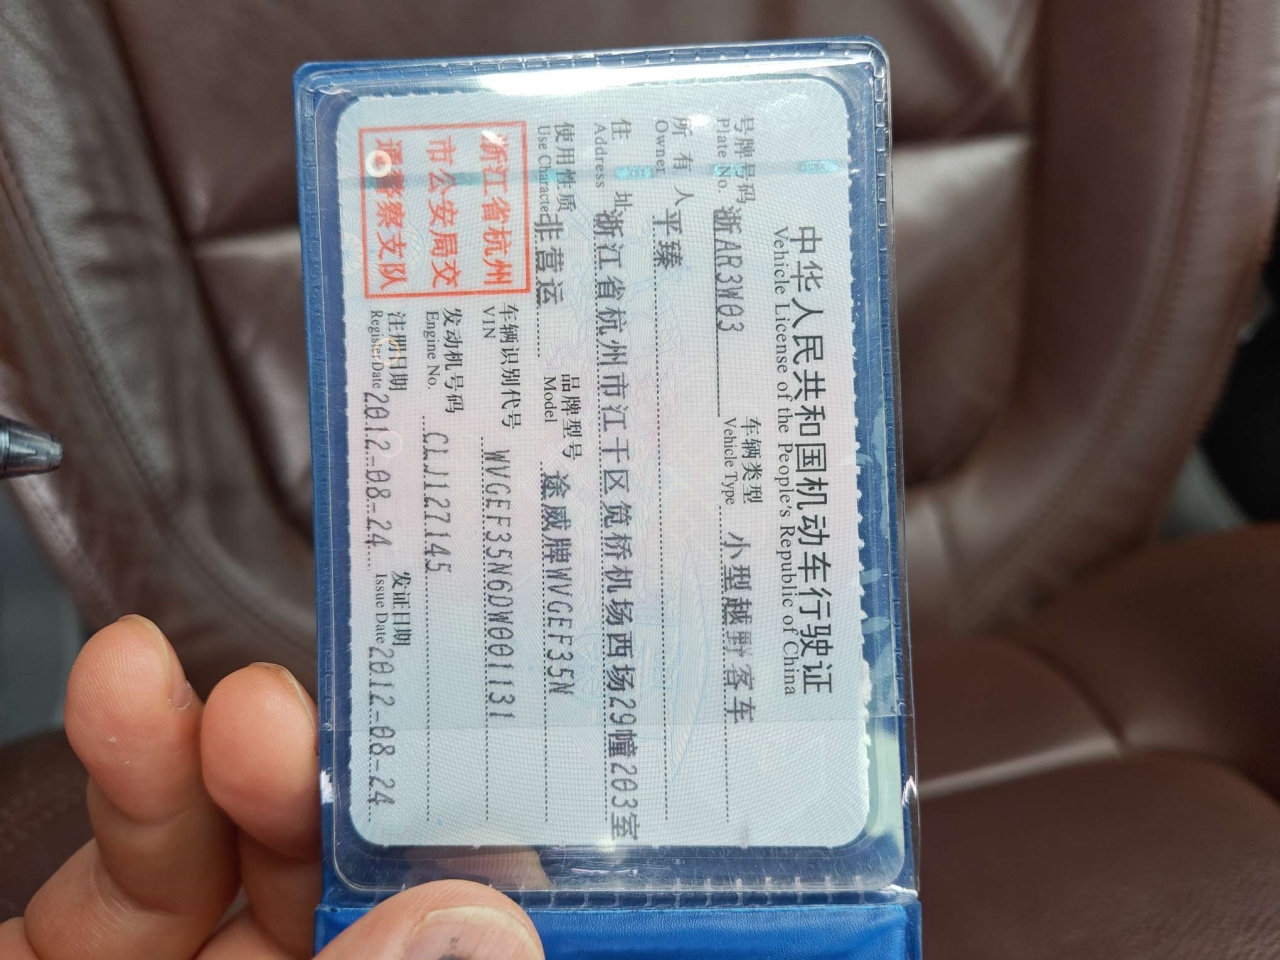 中华人民共和国机动车行驶证
Vehicle License of the People's Republic of China
号牌号码 浙AR3W03 车辆类型 小型越野客车
Plate No. Vehicle Type
所有人 平臻
Owner
住址 浙江省杭州市江干区笕桥机场西场29幢203室
Address
使用性质 非营运 品牌型号 途威牌WVGEF35N
Use Character Model
浙江省杭州
市公安局交
通警察支队
车辆识别代号 WVGEF35N6DW001131
VIN
发动机号码 CLJ127145
Engine No.
注册日期 2012-08-24 发证日期 2012-08-24
Register Date Issue Date